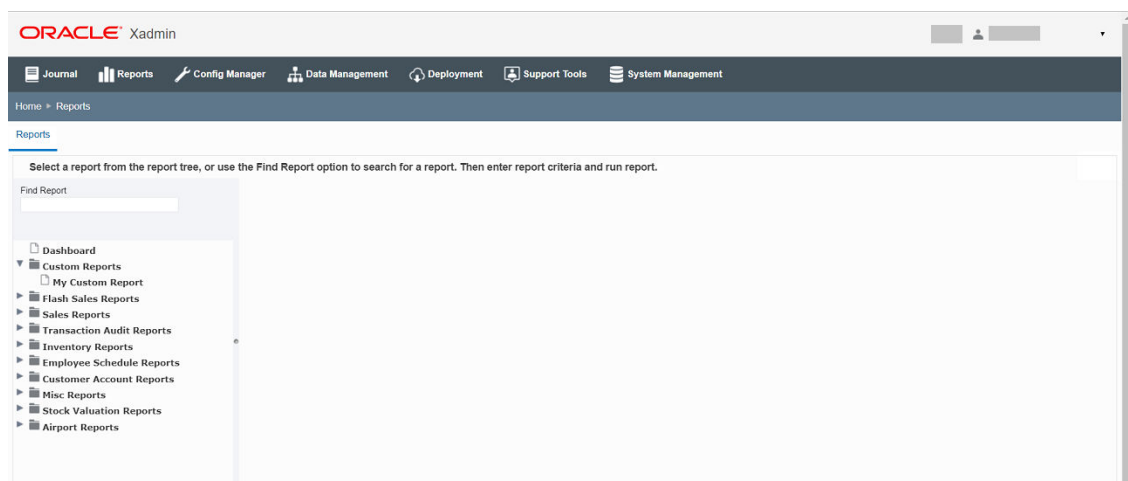 ORACLE® Xadmin
Journal Reports Config Manager Data Management Deployment Support Tools System Management
Home Reports
Reports
Select a report from the report tree, or use the Find Report option to search for a report. Then enter report criteria and run report.
Find Report
Dashboard
Custom Reports
My Custom Report
Flash Sales Reports
Sales Reports
Transaction Audit Reports
Inventory Reports
Employee Schedule Reports
Customer Account Reports
Misc Reports
Stock Valuation Reports
Airport Reports